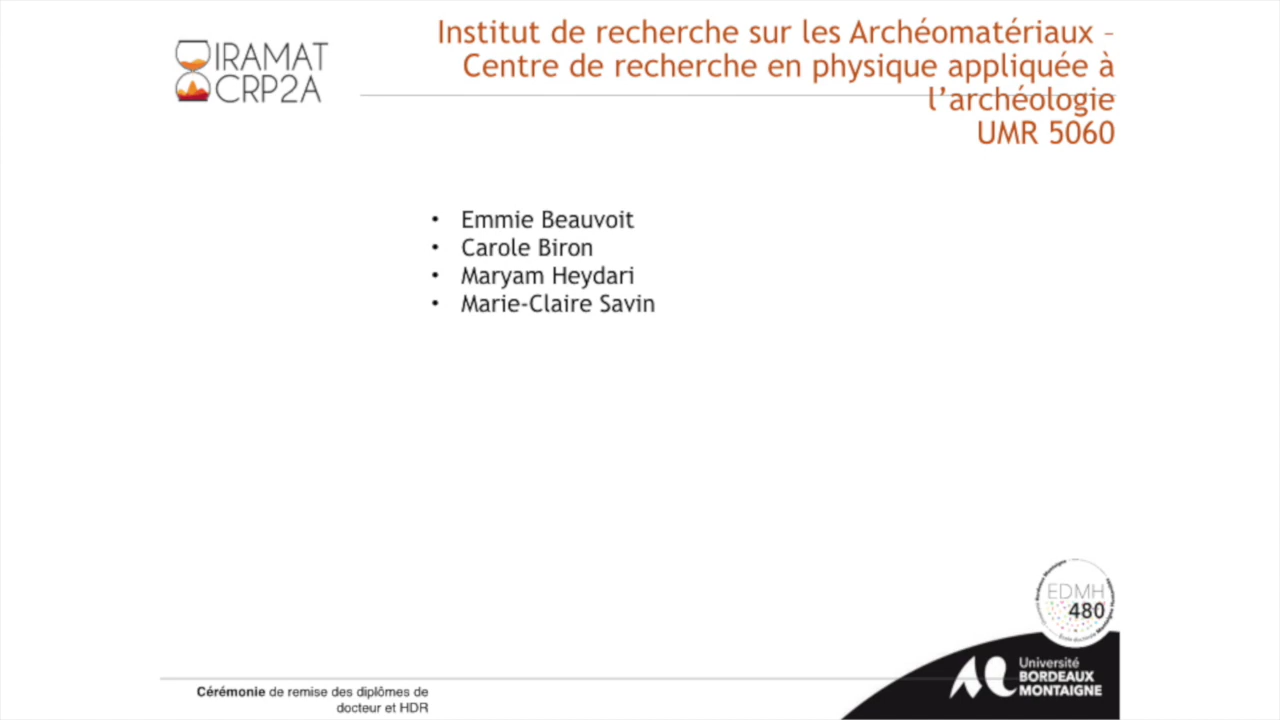 IRAMAT
CRP2A
Institut de recherche sur les Archéomatériaux –
Centre de recherche en physique appliquée à
l’archéologie
UMR 5060
• Emmie Beauvoit
• Carole Biron
• Maryam Heydari
• Marie-Claire Savin
EDMH
480
Université
BORDEAUX
MONTAIGNE
Cérémonie de remise des diplômes de
docteur et HDR